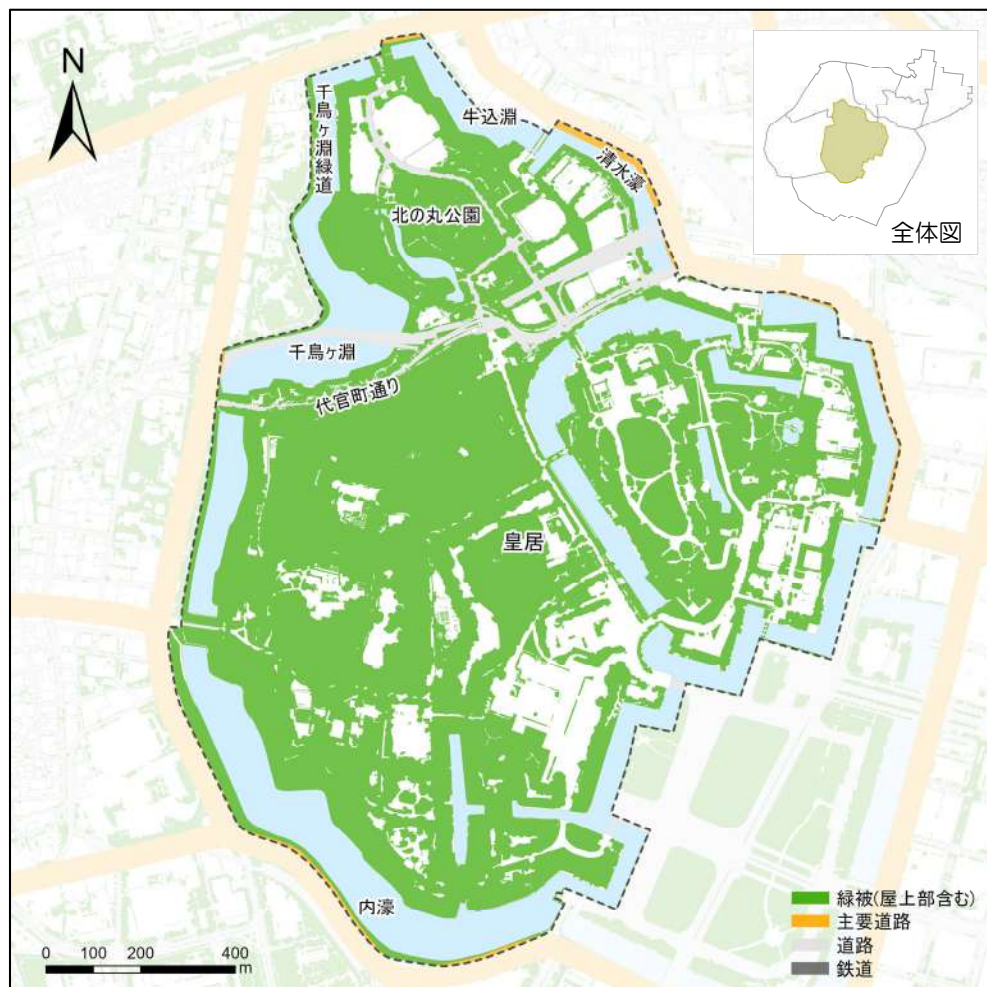 N
全体図
千鳥ヶ淵緑道
牛込淵
清水濠
北の丸公園
千鳥ヶ淵
代官町通り
皇居
内濠
緑被(屋上部含む)
主要道路
道路
鉄道
0 100 200 400
m